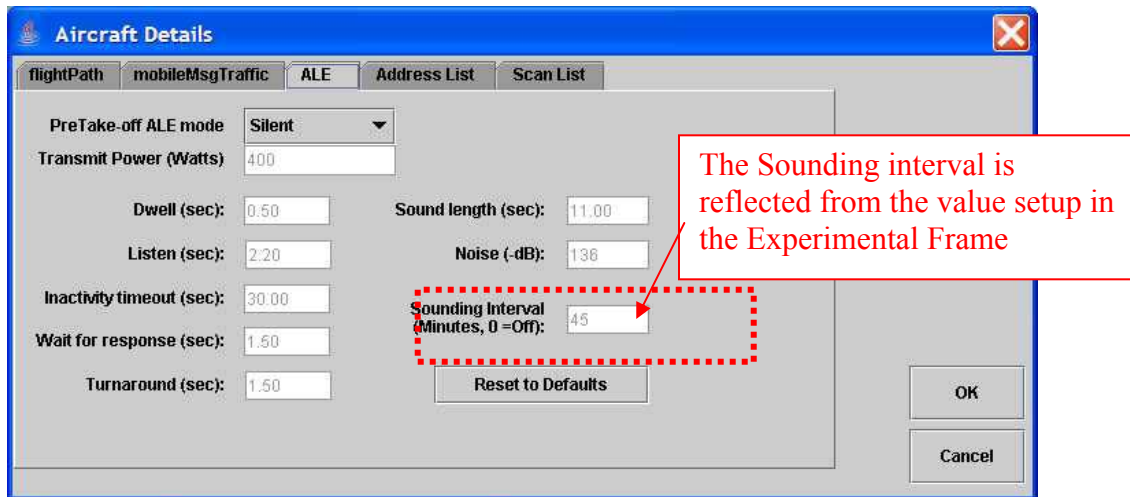 Aircraft Details
flightPath mobileMsgTraffic ALE Address List Scan List
PreTake-off ALE mode Silent
Transmit Power (Watts) 400
Dwell (sec): 0.50 Sound length (sec): 11.00
Listen (sec): 2.20 Noise (-dB): 136
Inactivity timeout (sec): 30.00
Sounding Interval
(Minutes, 0 =Off): 45
Wait for response (sec): 1.50
Turnaround (sec): 1.50 Reset to Defaults
OK
Cancel
The Sounding interval is
reflected from the value setup in
the Experimental Frame